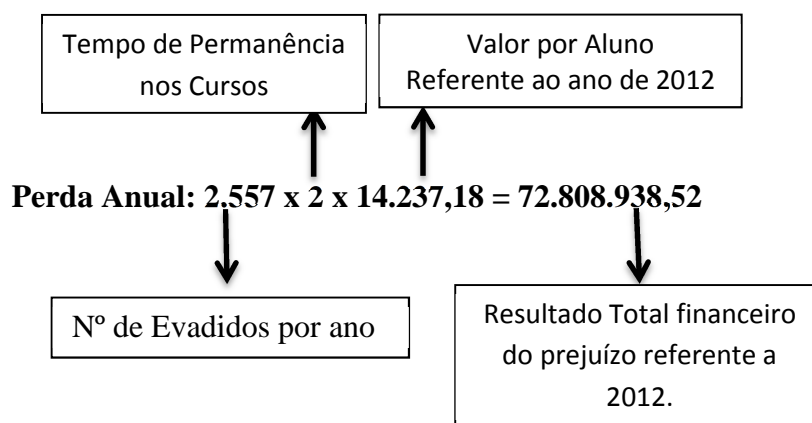 Tempo de Permanência
nos Cursos
Valor por Aluno
Referente ao ano de 2012
Perda Anual: 2.557 x 2 x 14.237,18 = 72.808.938,52
Nº de Evadidos por ano
Resultado Total financeiro
do prejuízo referente a
2012.